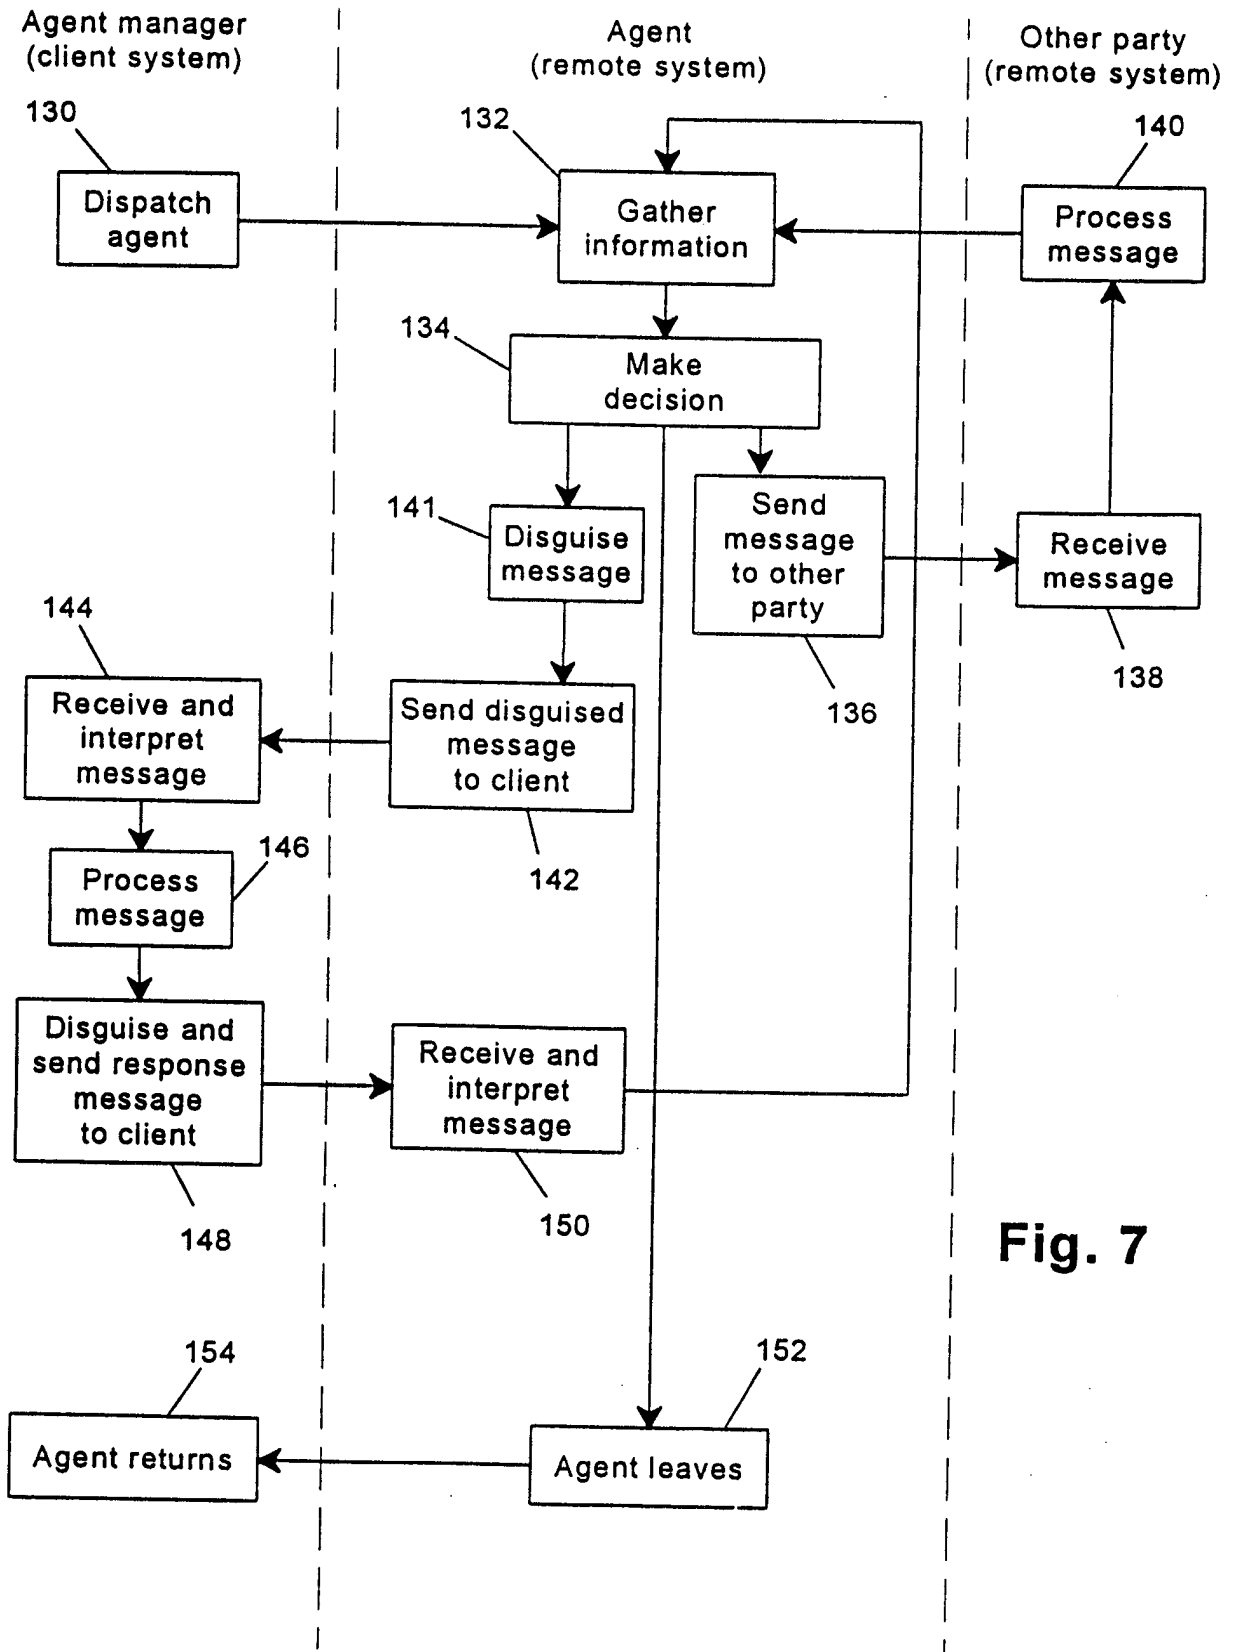 Agent manager
(client system)
Agent
(remote system)
Other party
(remote system)
130
132
140
Dispatch
agent
Gather
information
Process
message
134
Make
decision
141
Disguise
message
Send
message
to other
party
Receive
message
144
136
138
Receive and
interpret
message
Send disguised
message
to client
146
142
Process
message
Disguise and
send response
message
to client
Receive and
interpret
message
148
150
Fig. 7
154
152
Agent returns
Agent leaves